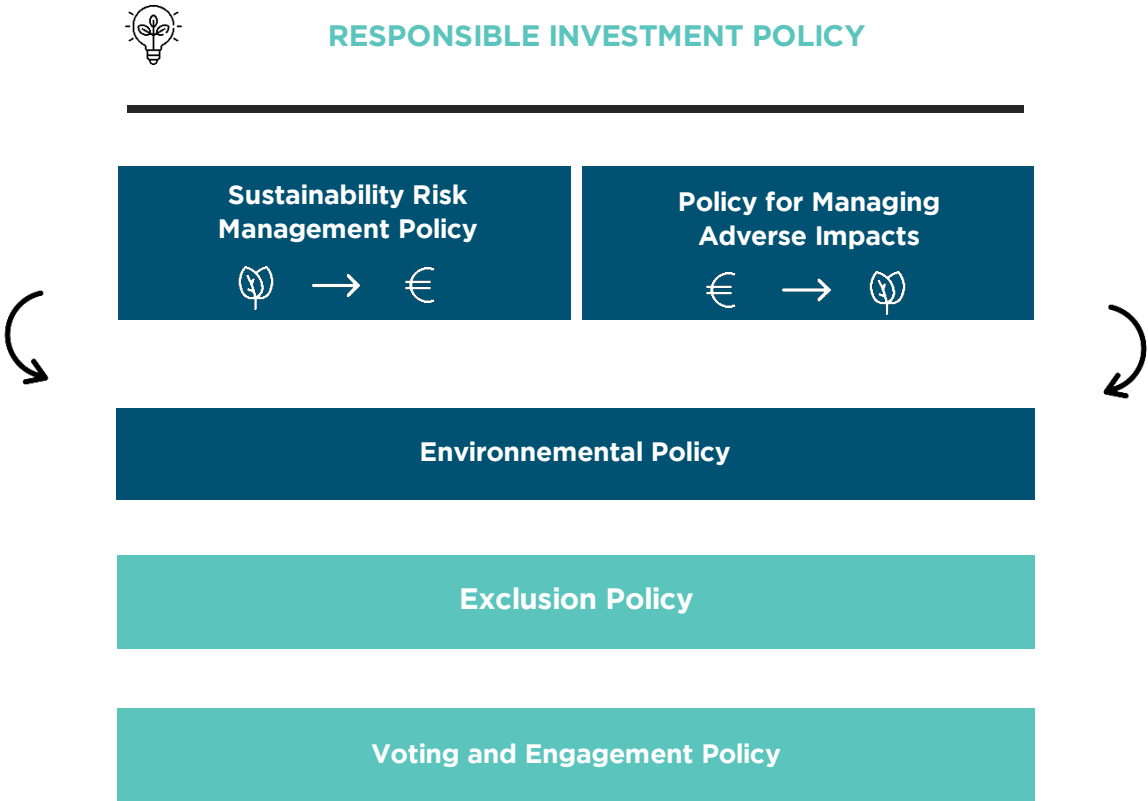 RESPONSIBLE INVESTMENT POLICY
Sustainability Risk
Management Policy
€
Policy for Managing
Adverse Impacts
€
Environnemental Policy
Exclusion Policy
Voting and Engagement Policy